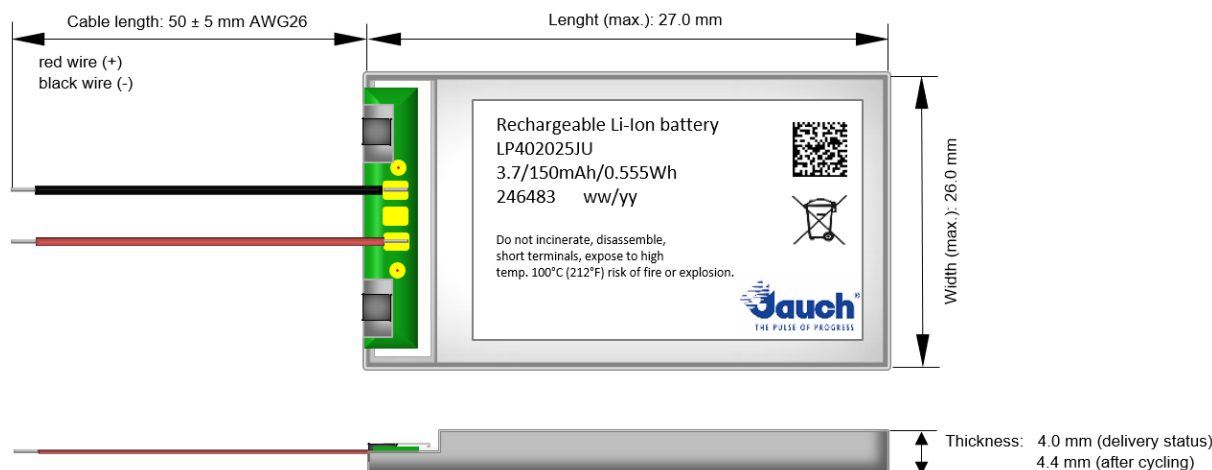 Cable length: 50 ± 5 mm AWG26
Lenght (max.): 27.0 mm
red wire (+)
black wire (-)
Rechargeable Li-Ion battery
LP402025JU
3.7/150mAh/0.555Wh
246483 ww/yy
Do not incinerate, disassemble,
short terminals, expose to high
temp. 100°C (212°F) risk of fire or explosion.
Jauch®
THE PULSE OF PROGRESS
Width (max.): 26.0 mm
Thickness: 4.0 mm (delivery status)
4.4 mm (after cycling)